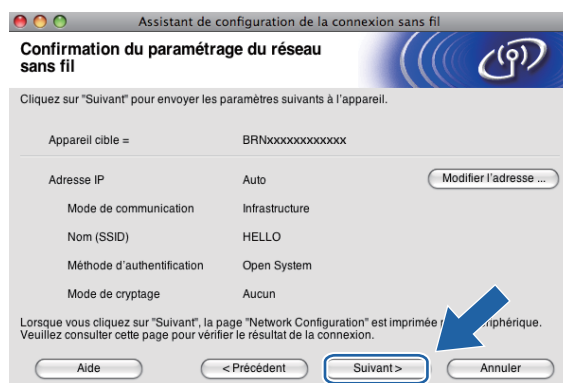 Assistant de configuration de la connexion sans fil
Confirmation du paramétrage du réseau
sans fil
Cliquez sur "Suivant" pour envoyer les paramètres suivants à l'appareil.
Appareil cible = BRNxxxxxxxxxxxx
Adresse IP Auto Modifier l'adresse ...
Mode de communication Infrastructure
Nom (SSID) HELLO
Méthode d'authentification Open System
Mode de cryptage Aucun
Lorsque vous cliquez sur "Suivant", la page "Network Configuration" est imprimée
Veuillez consulter cette page pour vérifier le résultat de la connexion.
Aide < Précédent Suivant > Annuler